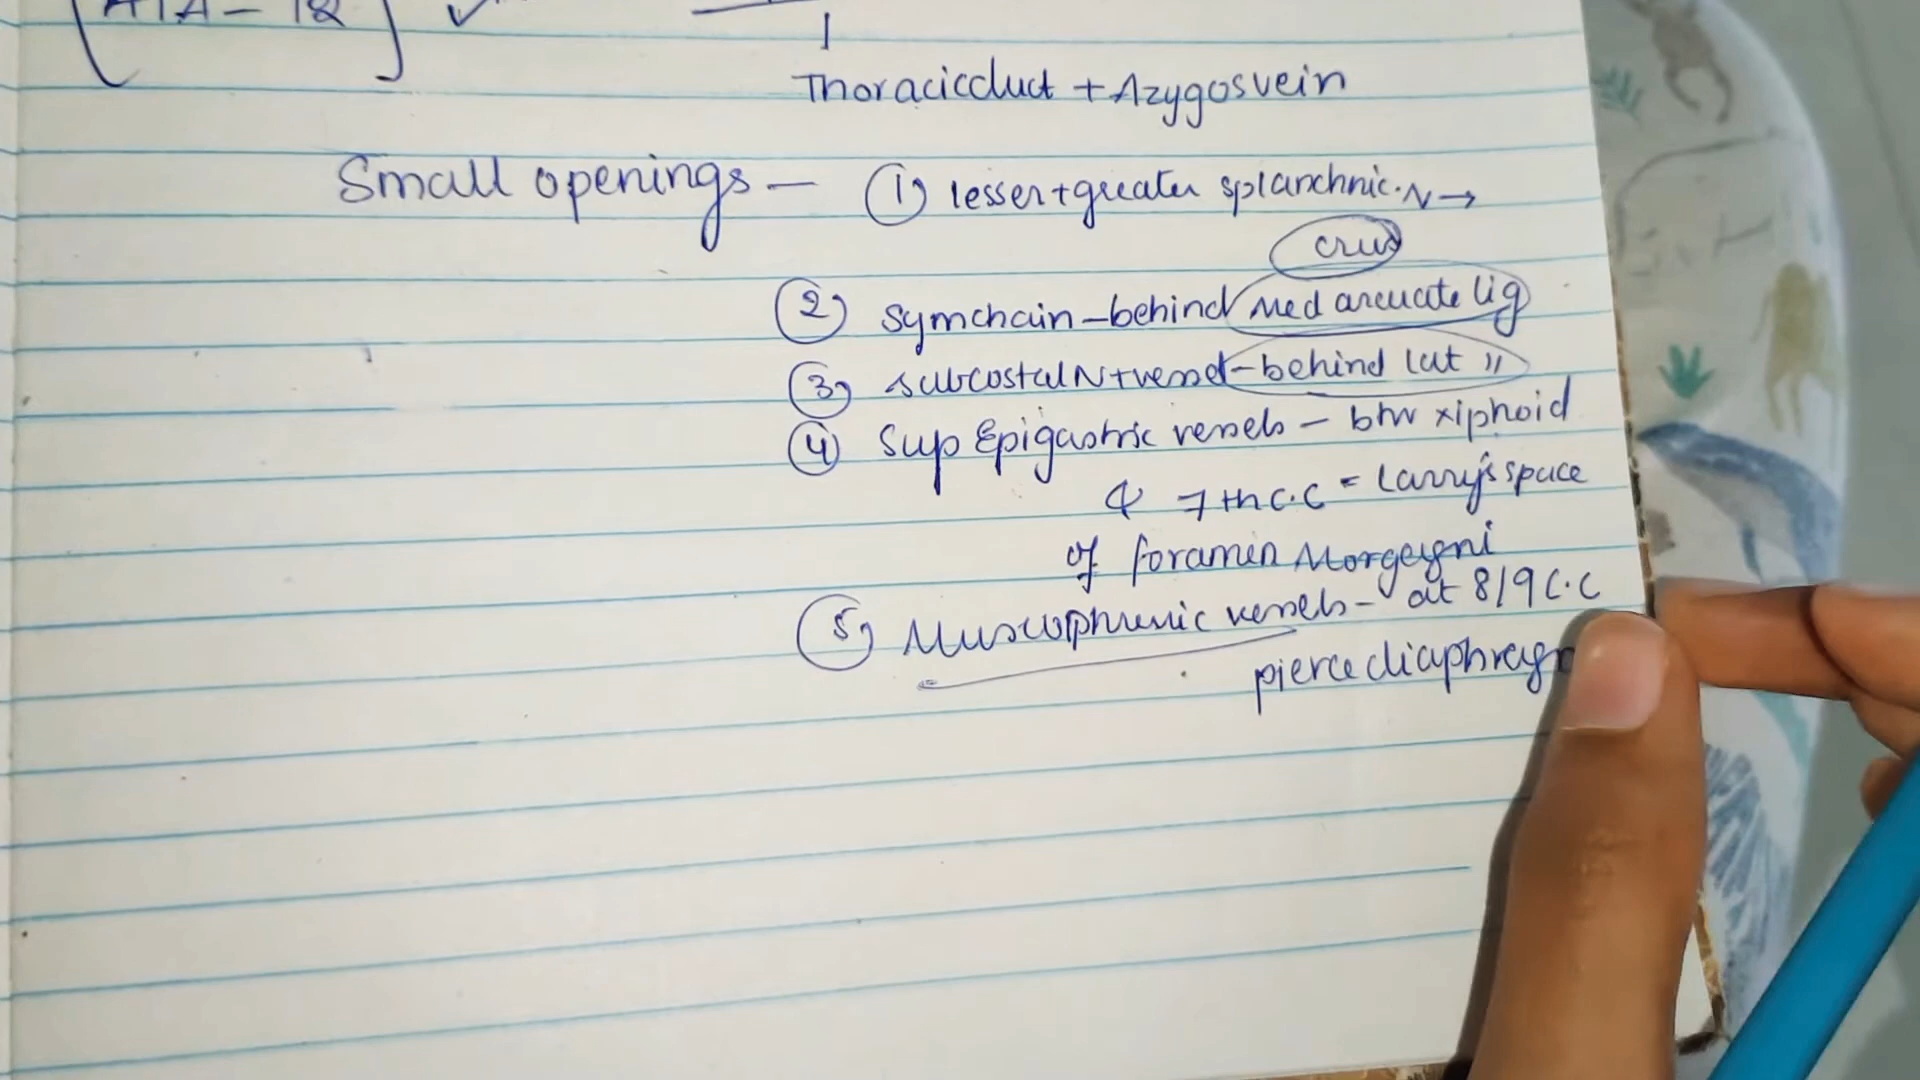 Thoracicduct + Azygosvein
Small openings — ① lesser+greater splanchnic.N →
crus
② symchain – behind Med arcuate lig
③ subcostal N + vessel – behind lat "
④ Sup Epigastric vessels – btw xiphoid
& 7th C.C = Larry's space
of foramen Morgegni
⑤ Musculophrenic vessels – at 8/9 C.C
pierce diaphrag